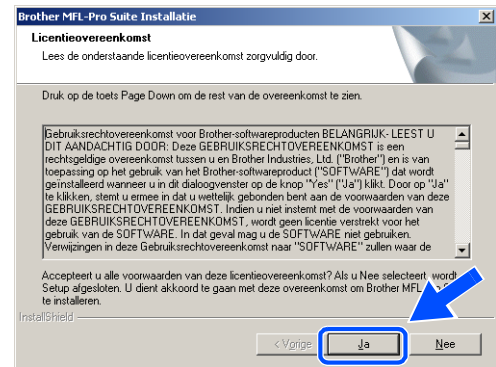 Brother MFL-Pro Suite Installatie
Licentieovereenkomst
Lees de onderstaande licentieovereenkomst zorgvuldig door.
Druk op de toets Page Down om de rest van de overeenkomst te zien.
Gebruiksrechtovereenkomst voor Brother-softwareproducten BELANGRIJK- LEEST U
DIT AANDACHTIG DOOR: Deze GEBRUIKSRECHTOVEREENKOMST is een
rechtsgeldige overeenkomst tussen u en Brother Industries, Ltd. ("Brother") en is van
toepassing op het gebruik van het Brother-softwareproduct ("SOFTWARE") dat wordt
geïnstalleerd wanneer u in dit dialoogvenster op de knop "Yes" ("Ja") klikt. Door op "Ja"
te klikken, stemt u ermee in dat u wettelijk gebonden bent aan de voorwaarden van deze
GEBRUIKSRECHTOVEREENKOMST. Indien u niet instemt met de voorwaarden van
deze GEBRUIKSRECHTOVEREENKOMST, wordt geen licentie verstrekt voor het
gebruik van de SOFTWARE. In dat geval mag u de SOFTWARE niet gebruiken.
Verwijzingen in deze Gebruiksrechtovereenkomst naar "SOFTWARE" zullen waar de
Accepteert u alle voorwaarden van deze licentieovereenkomst? Als u Nee selecteert, wordt
Setup afgesloten. U dient akkoord te gaan met deze overeenkomst om Brother MFL-Pro
te installeren.
InstallShield
< Vorige
Ja
Nee